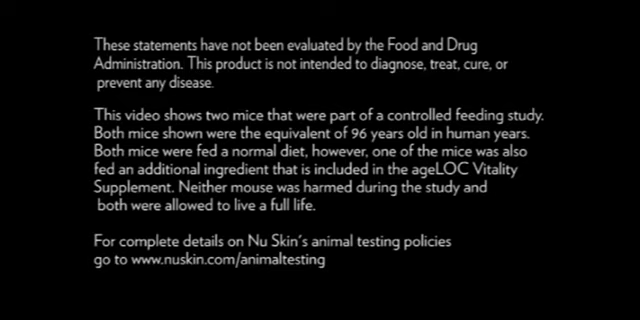 These statements have not been evaluated by the Food and Drug
Administration. This product is not intended to diagnose, treat, cure, or
prevent any disease.
This video shows two mice that were part of a controlled feeding study.
Both mice shown were the equivalent of 96 years old in human years.
Both mice were fed a normal diet, however, one of the mice was also
fed an additional ingredient that is included in the ageLOC Vitality
Supplement. Neither mouse was harmed during the study and
both were allowed to live a full life.
For complete details on Nu Skin's animal testing policies
go to www.nuskin.com/animaltesting